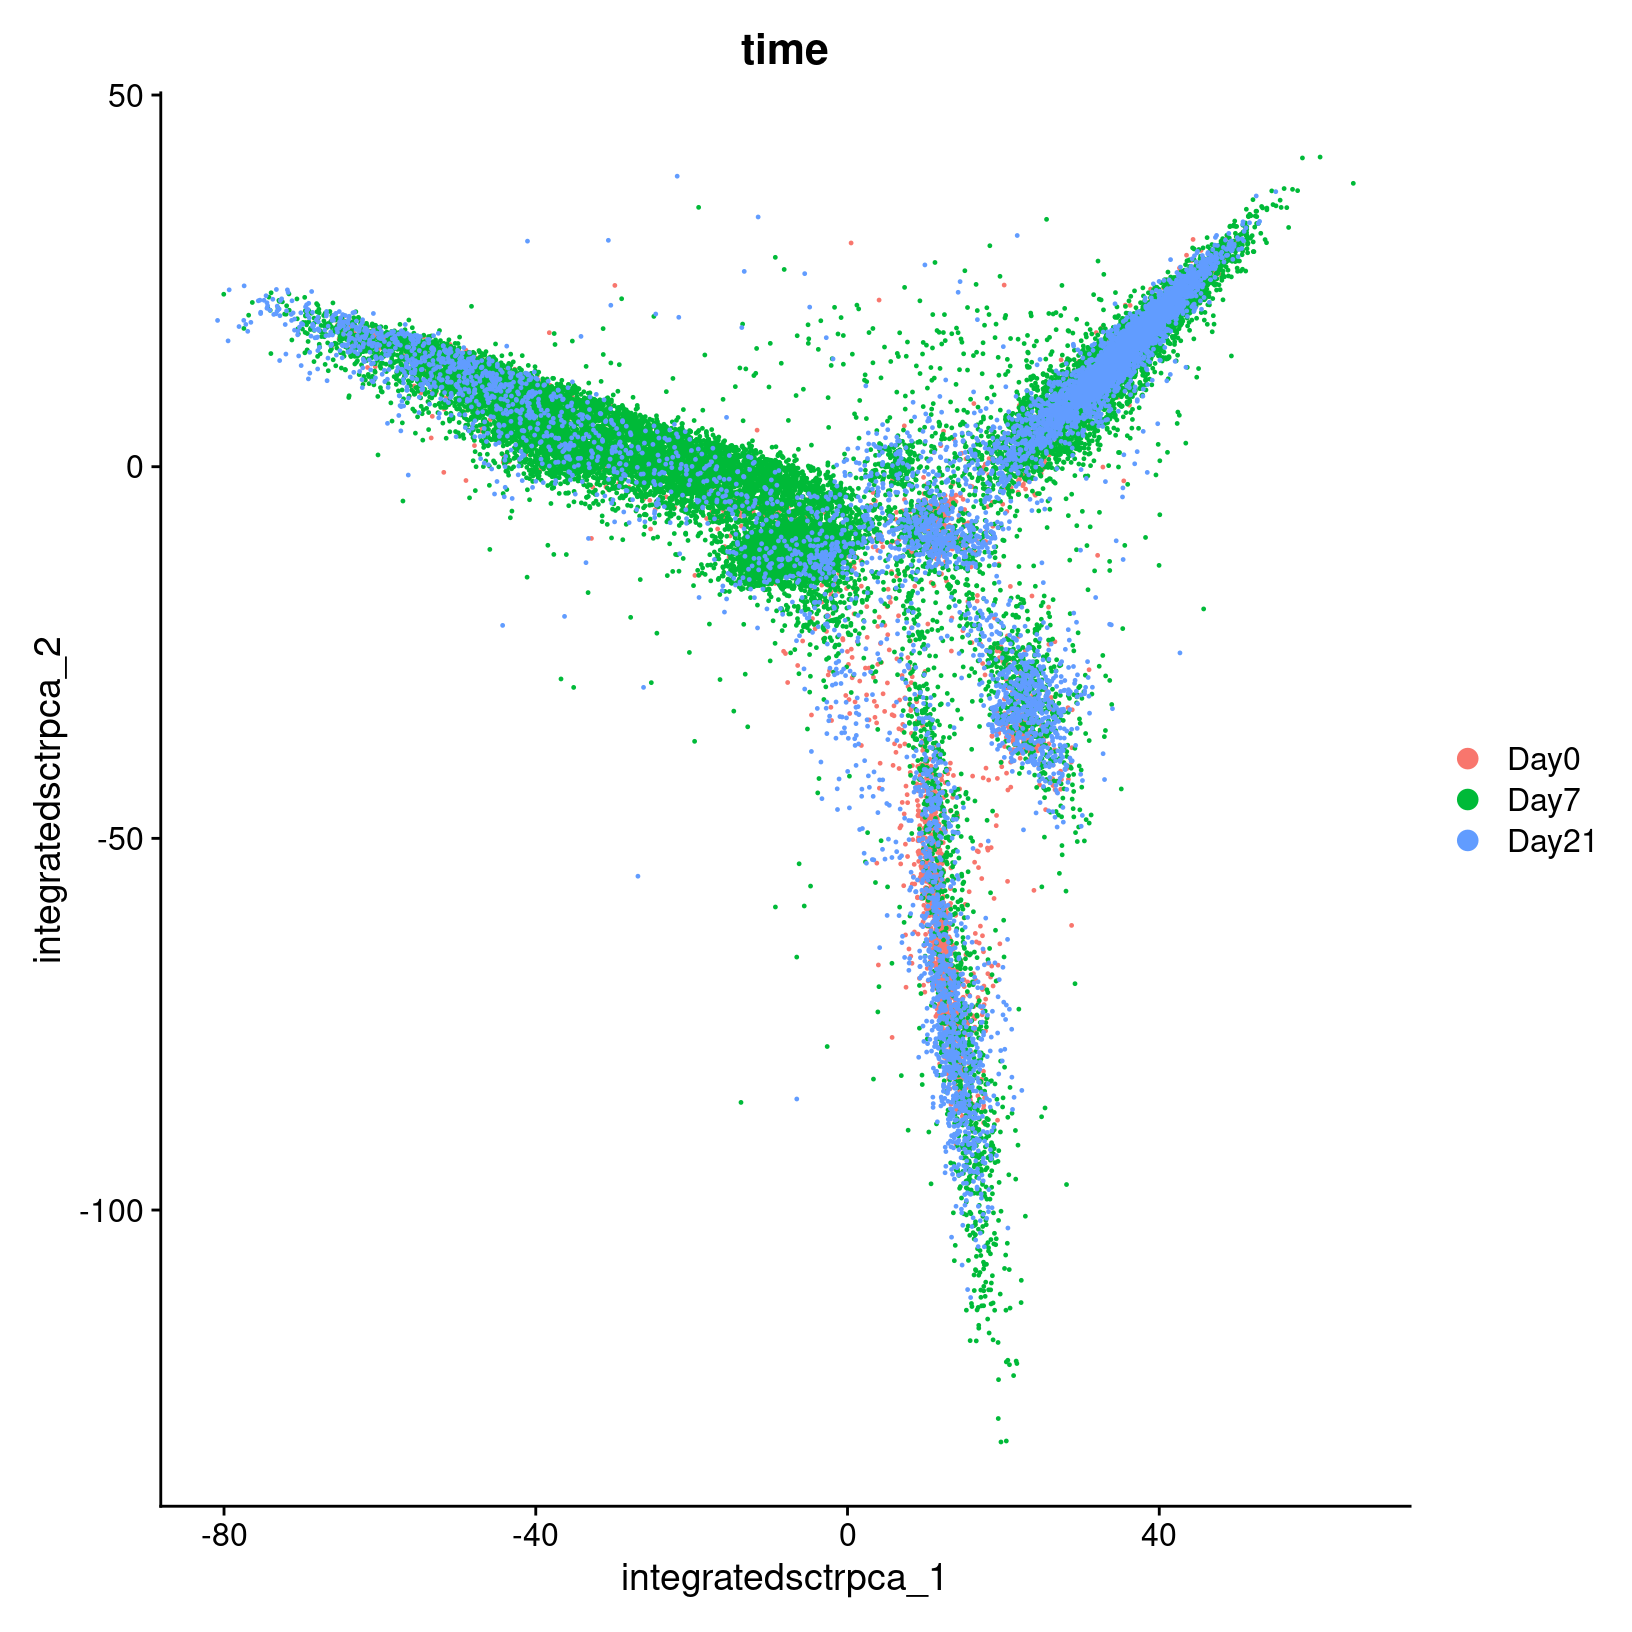 time
50
0
-50
-100
integratedsctrpca_2
-80
-40
0
40
integratedsctrpca_1
Day0
Day7
Day21